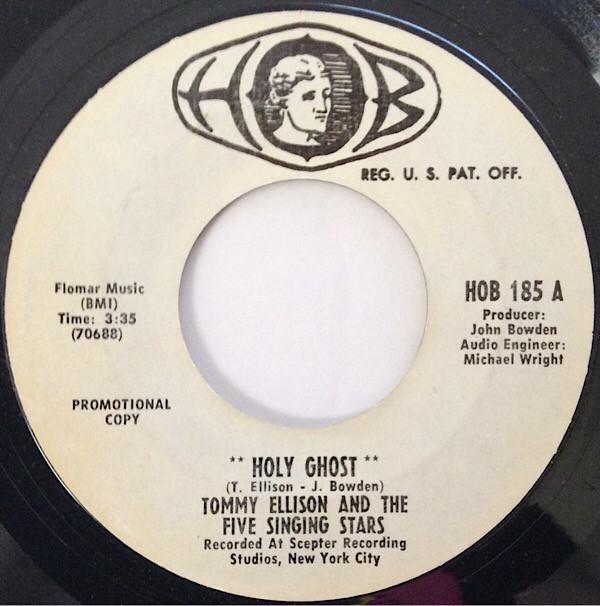 HOB
REG. U. S. PAT. OFF.
Flomar Music
(BMI)
Time: 3:35
(70688)
HOB 185 A
Producer:
John Bowden
Audio Engineer:
Michael Wright
PROMOTIONAL
COPY
** HOLY GHOST **
(T. Ellison - J. Bowden)
TOMMY ELLISON AND THE
FIVE SINGING STARS
Recorded At Scepter Recording
Studios, New York City